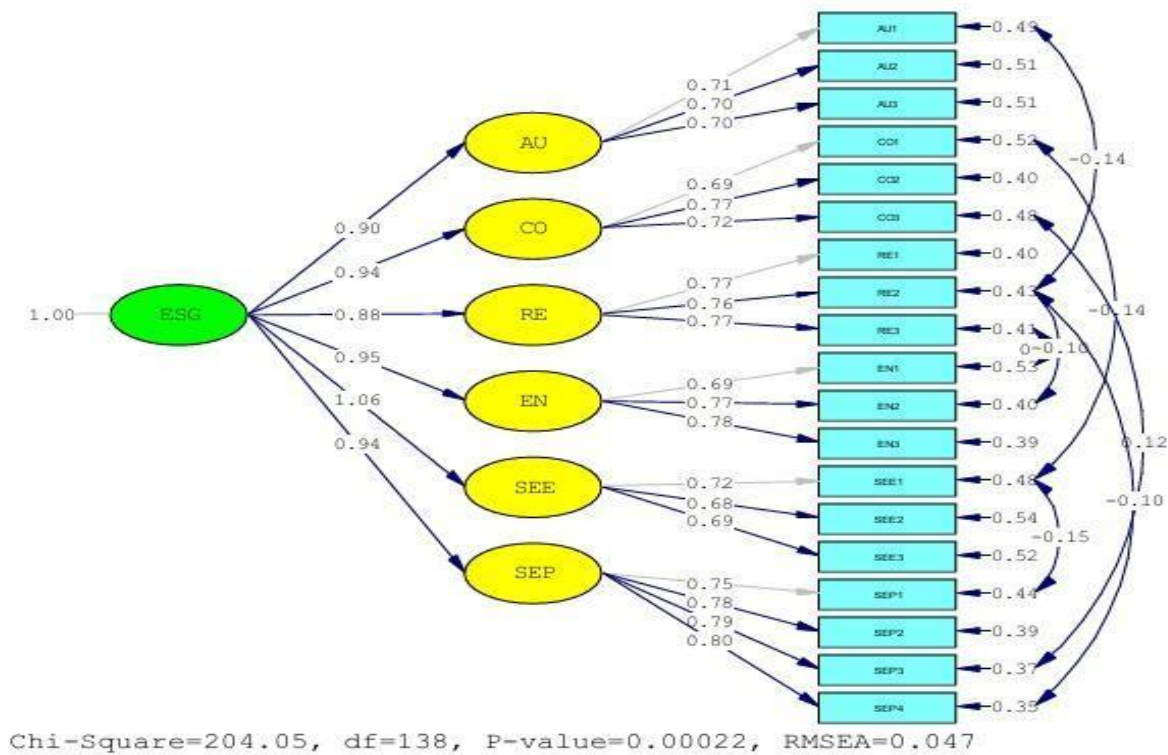 AU1
0.49
AU2
0.51
AU3
0.51
CO1
0.52
CO2
0.40
CO3
0.48
RE1
0.40
RE2
0.43
RE3
0.41
EN1
0.53
EN2
0.40
EN3
0.39
SEE1
0.48
SEE2
0.54
SEE3
0.52
SEP1
0.44
SEP2
0.39
SEP3
0.37
SEP4
0.35
0.71
0.70
0.70
0.69
0.77
0.72
0.77
0.76
0.77
0.69
0.77
0.78
0.72
0.68
0.69
0.75
0.78
0.79
0.80
AU
CO
RE
EN
SEE
SEP
0.90
0.94
0.88
0.95
1.06
0.94
1.00
ESG
-0.14
-0.14
-0.10
0.12
-0.10
-0.15
Chi-Square=204.05, df=138, P-value=0.00022, RMSEA=0.047